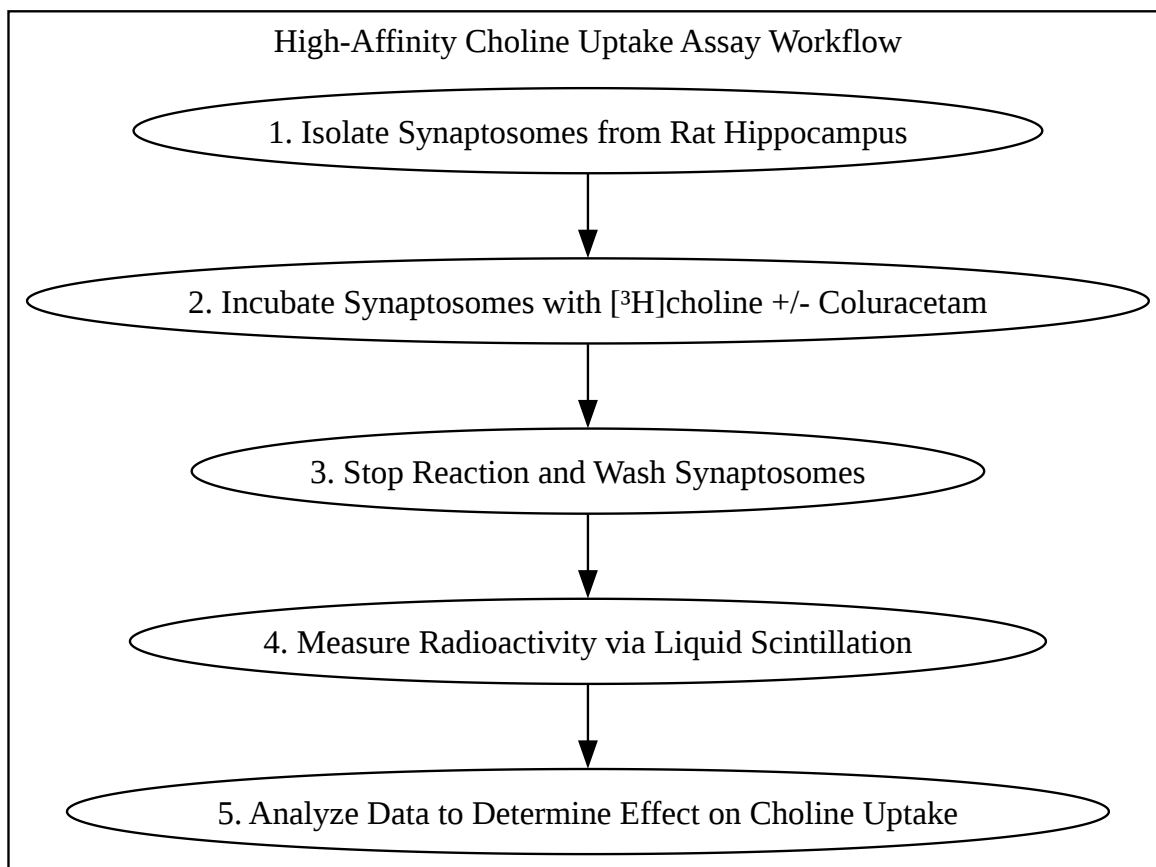 High-Affinity Choline Uptake Assay Workflow
1. Isolate Synaptosomes from Rat Hippocampus
2. Incubate Synaptosomes with [³H]choline +/- Coluracetam
3. Stop Reaction and Wash Synaptosomes
4. Measure Radioactivity via Liquid Scintillation
5. Analyze Data to Determine Effect on Choline Uptake